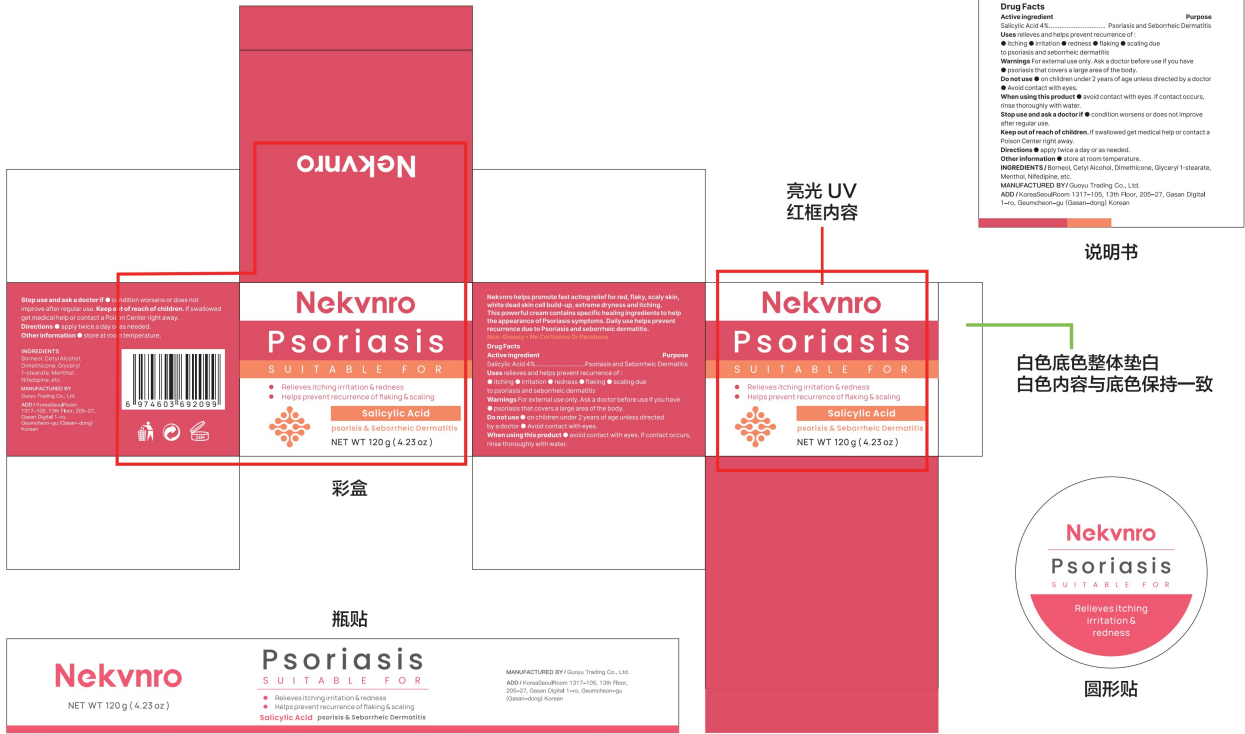 Drug Facts
Active ingredient Purpose
Salicylic Acid 4%............................ Psoriasis and Seborrheic Dermatitis
Uses relieves and helps prevent recurrence of :
● itching ● irritation ● redness ● flaking ● scaling due
to psoriasis and seborrheic dermatitis
Warnings For external use only. Ask a doctor before use if you have
● psoriasis that covers a large area of the body.
Do not use ● on children under 2 years of age unless directed by a doctor
● Avoid contact with eyes.
When using this product ● avoid contact with eyes. If contact occurs,
rinse thoroughly with water.
Stop use and ask a doctor if ● condition worsens or does not improve
after regular use.
Keep out of reach of children. If swallowed get medical help or contact a
Poison Center right away.
Directions ● apply twice a day or as needed.
Other information ● store at room temperature.
INGREDIENTS / Borneol, Cetyl Alcohol, Dimethicone, Glyceryl 1-stearate,
Menthol, Nifedipine, etc.
MANUFACTURED BY / Guoyu Trading Co., Ltd.
ADD / KoreaSeoulRoom 1317-105, 13th Floor, 205-27, Gasan Digital
1-ro, Geumcheon-gu (Gasan-dong) Korean
说明书
Nekvnro
亮光 UV
红框内容
Stop use and ask a doctor if ● condition worsens or does not
improve after regular use. Keep out of reach of children. If swallowed
get medical help or contact a Poison Center right away.
Directions ● apply twice a day or as needed.
Other information ● store at room temperature.
INGREDIENTS
Borneol, Cetyl Alcohol,
Dimethicone, Glyceryl
1-stearate, Menthol,
Nifedipine, etc.
MANUFACTURED BY
Guoyu Trading Co., Ltd.
ADD / KoreaSeoulRoom
1317-105, 13th Floor, 205-27,
Gasan Digital 1-ro,
Geumcheon-gu (Gasan-dong)
Korean
6 974603 692099
24M
Nekvnro
Psoriasis
SUITABLE FOR
● Relieves itching irritation & redness
● Helps prevent recurrence of flaking & scaling
Salicylic Acid
psorisis & Seborrheic Dermatitis
NET WT 120 g ( 4.23 oz )
彩盒
Nekvnro helps promote fast acting relief for red, flaky, scaly skin,
white dead skin cell build-up, extreme dryness and itching.
This powerful cream contains specific healing ingredients to help
the appearance of Psoriasis symptoms. Daily use helps prevent
recurrence due to Psoriasis and seborrheic dermatitis.
Non-Greasy • No Cortisone Or Parabens
Drug Facts
Active ingredient Purpose
Salicylic Acid 4%.....................Psoriasis and Seborrheic Dermatitis
Uses relieves and helps prevent recurrence of :
● itching ● irritation ● redness ● flaking ● scaling due
to psoriasis and seborrheic dermatitis
Warnings For external use only. Ask a doctor before use if you have
● psoriasis that covers a large area of the body.
Do not use ● on children under 2 years of age unless directed
by a doctor ● Avoid contact with eyes.
When using this product ● avoid contact with eyes. If contact occurs,
rinse thoroughly with water.
Nekvnro
Psoriasis
SUITABLE FOR
● Relieves itching irritation & redness
● Helps prevent recurrence of flaking & scaling
Salicylic Acid
psorisis & Seborrheic Dermatitis
NET WT 120 g ( 4.23 oz )
白色底色整体垫白
白色内容与底色保持一致
Nekvnro
Psoriasis
SUITABLE FOR
Relieves itching
irritation &
redness
圆形贴
瓶贴
Nekvnro
NET WT 120 g ( 4.23 oz )
Psoriasis
SUITABLE FOR
● Relieves itching irritation & redness
● Helps prevent recurrence of flaking & scaling
Salicylic Acid psorisis & Seborrheic Dermatitis
MANUFACTURED BY / Guoyu Trading Co., Ltd.
ADD / KoreaSeoulRoom 1317-105, 13th Floor,
205-27, Gasan Digital 1-ro, Geumcheon-gu
(Gasan-dong) Korean